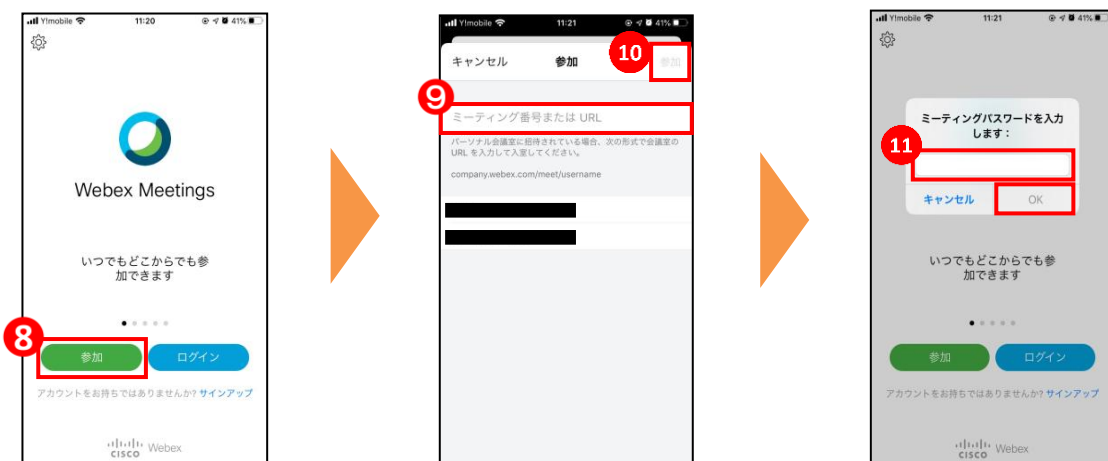 Y!mobile 11:20 41%
Webex Meetings
いつでもどこからでも参
加できます
8
参加 ログイン
アカウントをお持ちではありませんか? サインアップ
CISCO Webex
Y!mobile 11:21 41%
キャンセル 参加 10 参加
9
ミーティング番号または URL
パーソナル会議室に招待されている場合、次の形式で会議室の
URL を入力して入室してください。
company.webex.com/meet/username
Y!mobile 11:21 41%
ミーティングパスワードを入力
します：
11
キャンセル OK
いつでもどこからでも参
加できます
参加 ログイン
アカウントをお持ちではありませんか? サインアップ
CISCO Webex